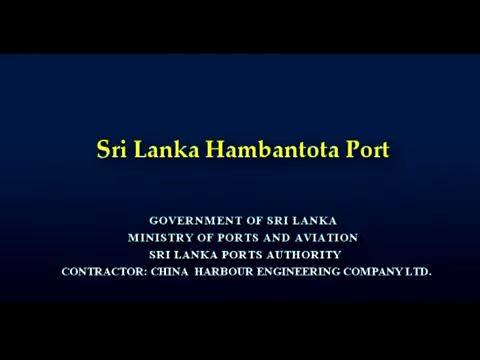 Sri Lanka Hambantota Port
GOVERNMENT OF SRI LANKA
MINISTRY OF PORTS AND AVIATION
SRI LANKA PORTS AUTHORITY
CONTRACTOR: CHINA HARBOUR ENGINEERING COMPANY LTD.